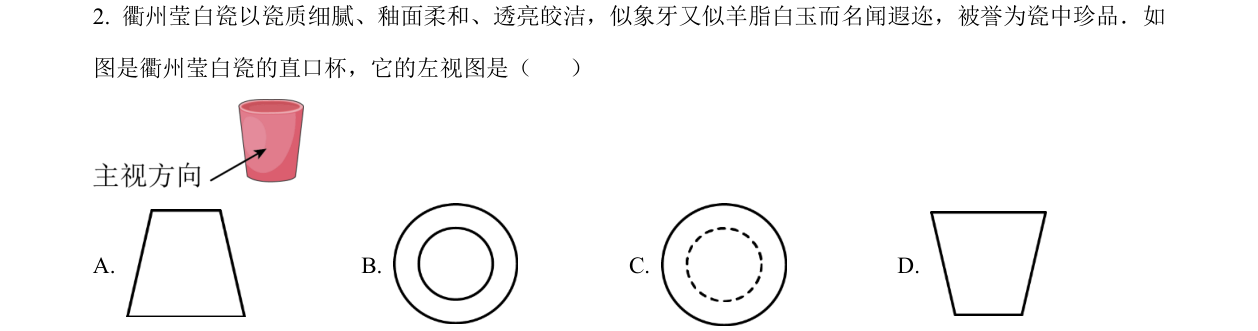 2. 衢州莹白瓷以瓷质细腻、釉面柔和、透亮皎洁，似象牙又似羊脂白玉而名闻遐迩，被誉为瓷中珍品．如
图是衢州莹白瓷的直口杯，它的左视图是（　　）
主视方向
A. B. C. D.